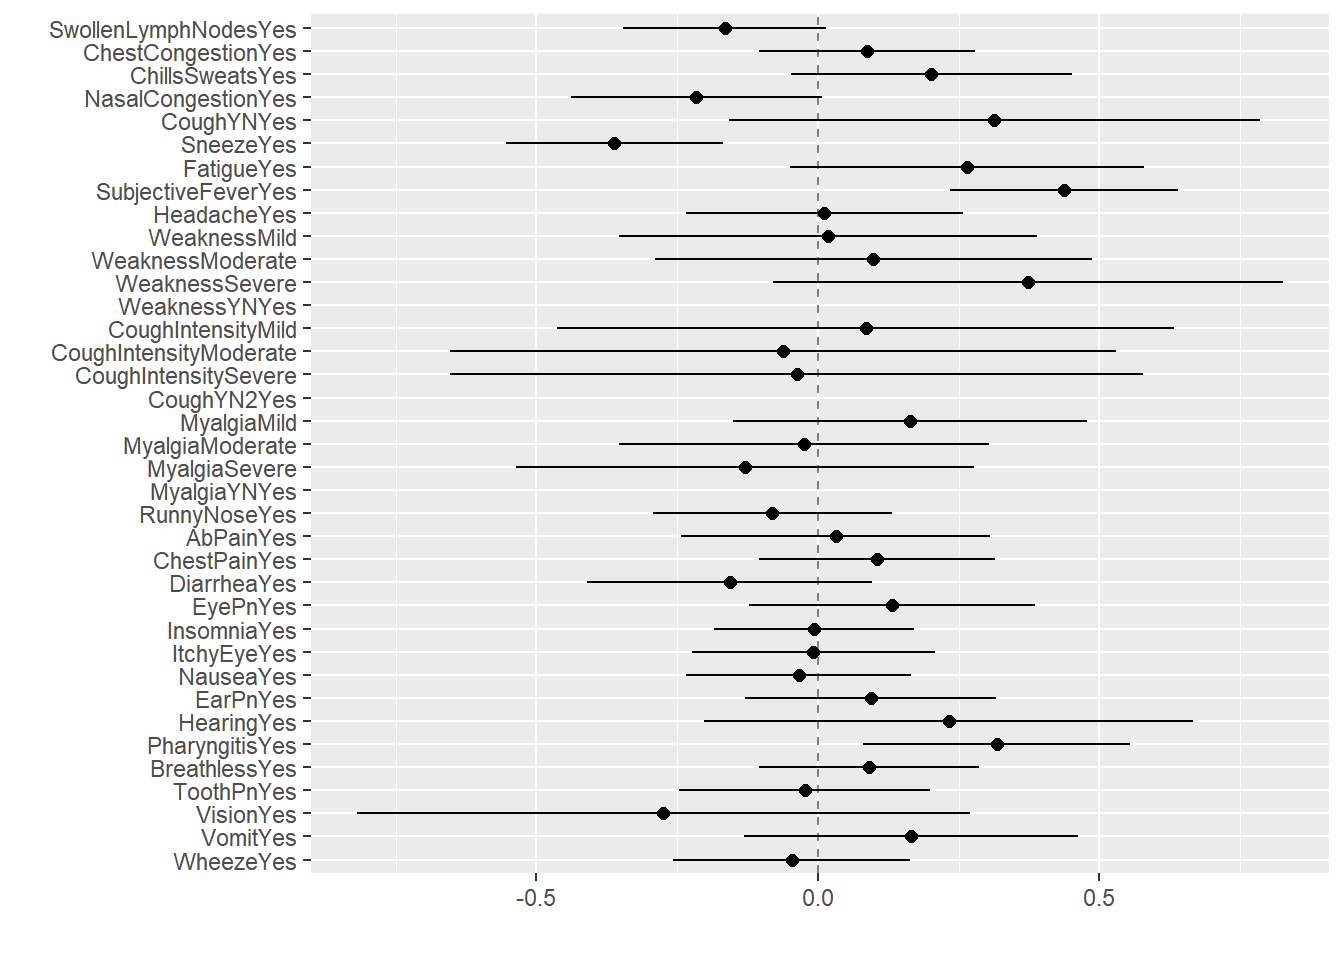 SwollenLymphNodesYes
ChestCongestionYes
ChillsSweatsYes
NasalCongestionYes
CoughYNYes
SneezeYes
FatigueYes
SubjectiveFeverYes
HeadacheYes
WeaknessMild
WeaknessModerate
WeaknessSevere
WeaknessYNYes
CoughIntensityMild
CoughIntensityModerate
CoughIntensitySevere
CoughYN2Yes
MyalgiaMild
MyalgiaModerate
MyalgiaSevere
MyalgiaYNYes
RunnyNoseYes
AbPainYes
ChestPainYes
DiarrheaYes
EyePnYes
InsomniaYes
ItchyEyeYes
NauseaYes
EarPnYes
HearingYes
PharyngitisYes
BreathlessYes
ToothPnYes
VisionYes
VomitYes
WheezeYes
-0.5 0.0 0.5